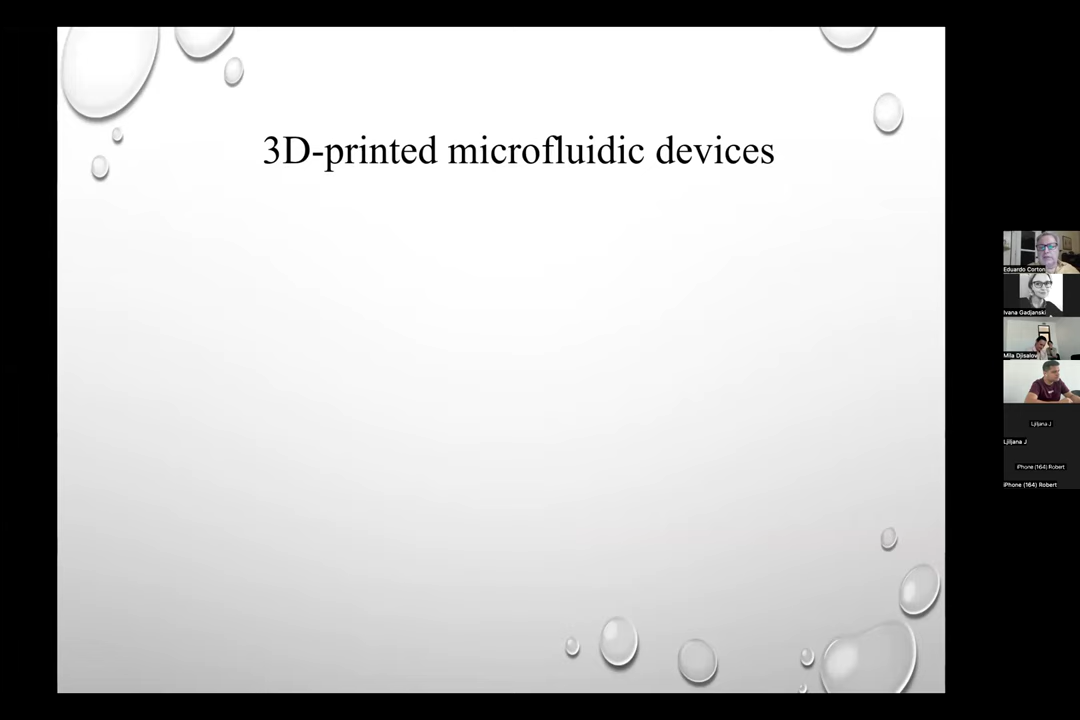 3D-printed microfluidic devices
Eduardo Corton
Ivana Gadjanski
Mila Djisalov
Ljiljana J
Ljiljana J
iPhone (164) Robert
iPhone (164) Robert